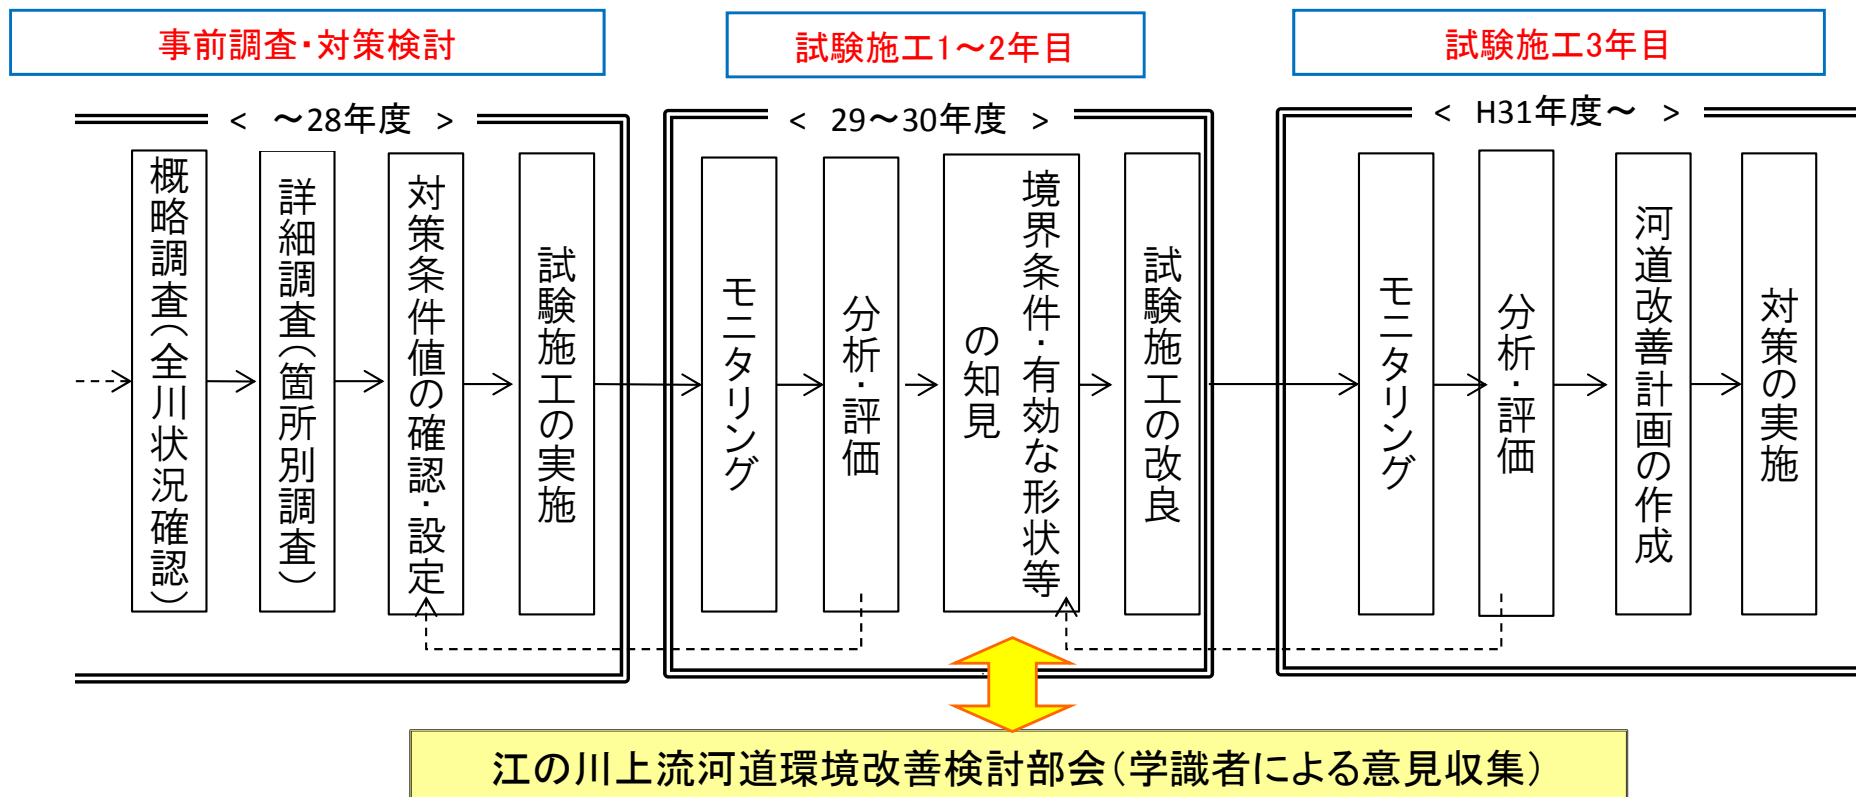 事前調査・対策検討
試験施工1～2年目
試験施工3年目
< ～28年度 >
< 29～30年度 >
< H31年度～ >
概略調査（全川状況確認）
詳細調査（箇所別調査）
対策条件値の確認・設定
試験施工の実施
モニタリング
分析・評価
境界条件・有効な形状等
の知見
試験施工の改良
モニタリング
分析・評価
河道改善計画の作成
対策の実施
江の川上流河道環境改善検討部会（学識者による意見収集）